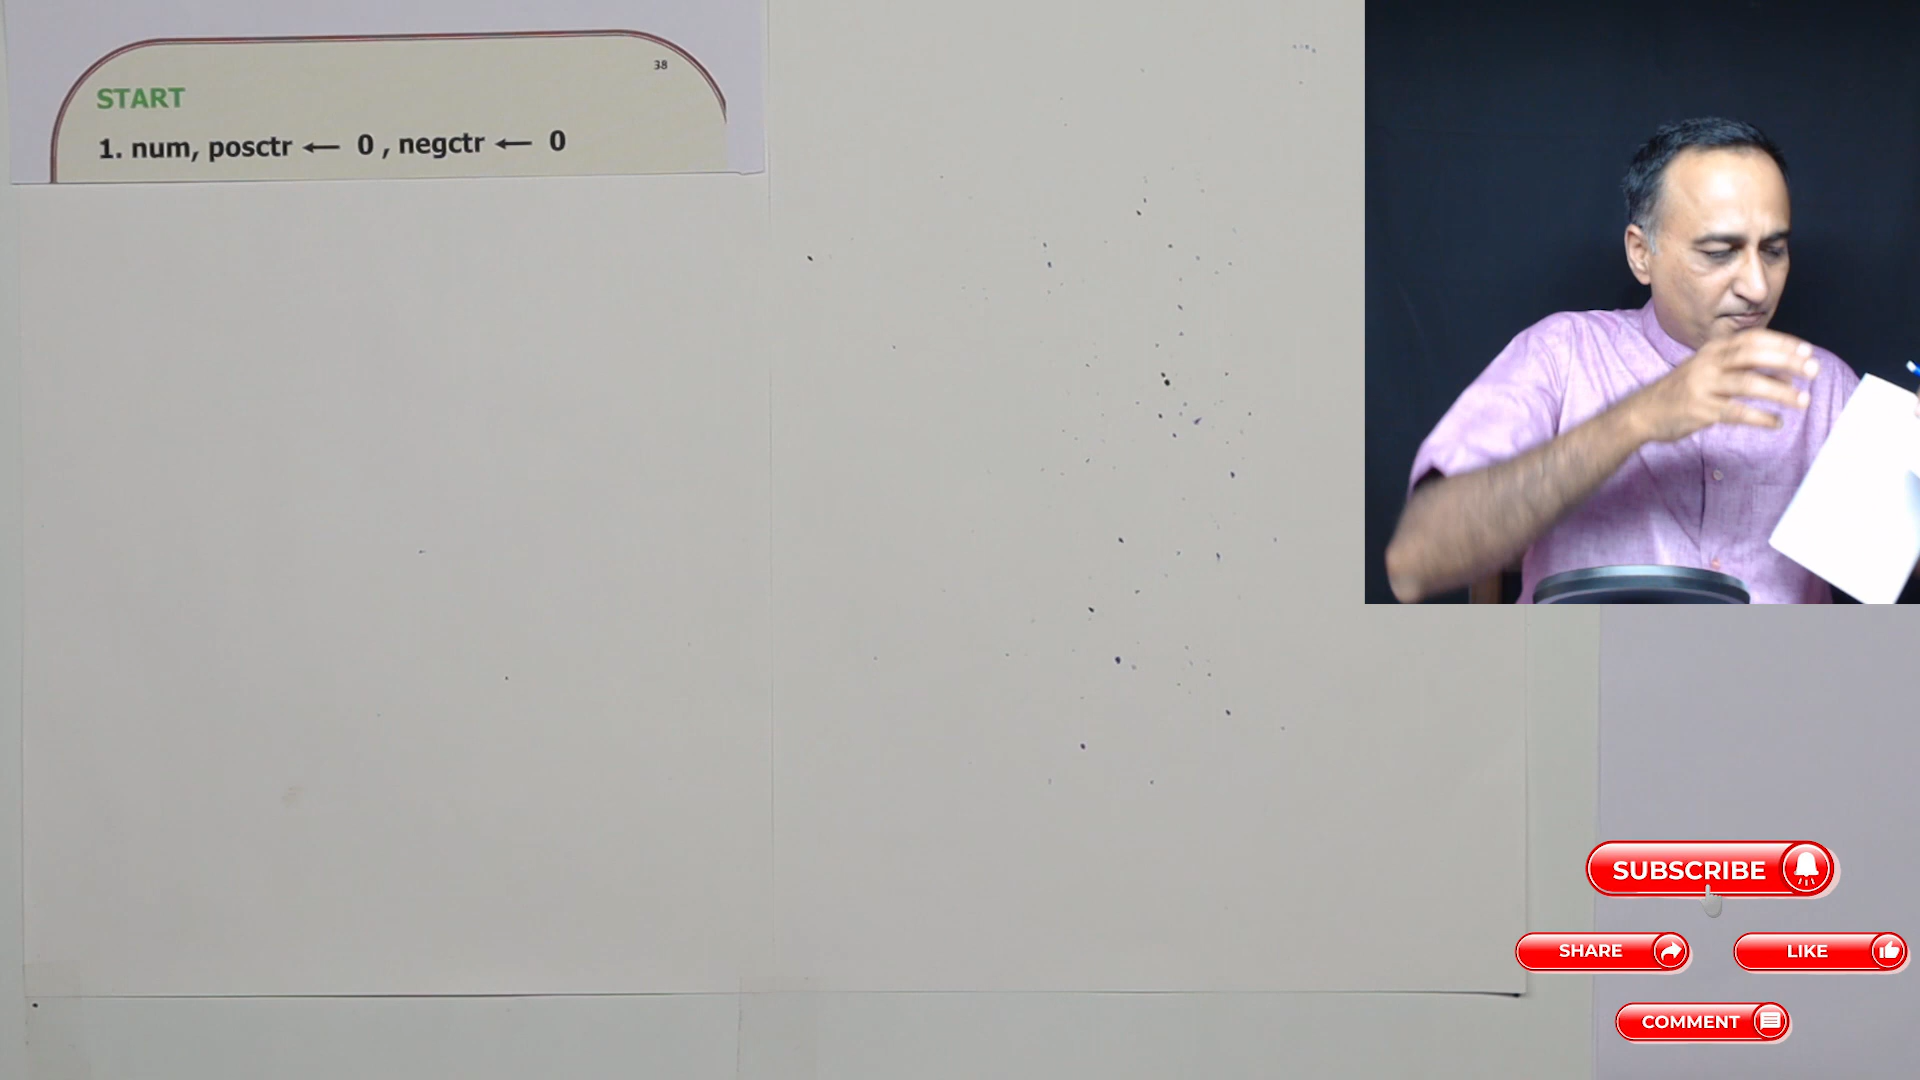 38
START
1. num, posctr ← 0 , negctr ← 0
SUBSCRIBE
SHARE
LIKE
COMMENT